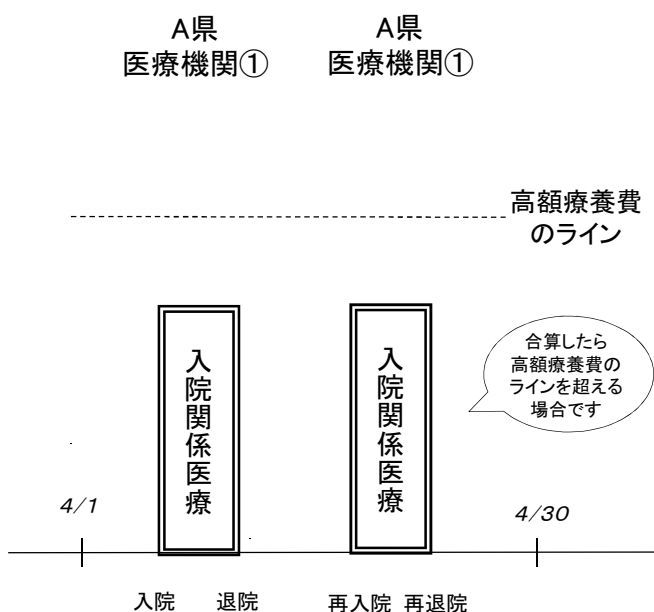 A県
医療機関①
A県
医療機関①
高額療養費
のライン
入院関係医療
入院関係医療
合算したら
高額療養費の
ラインを超える
場合です
4/1
4/30
入院
退院
再入院
再退院